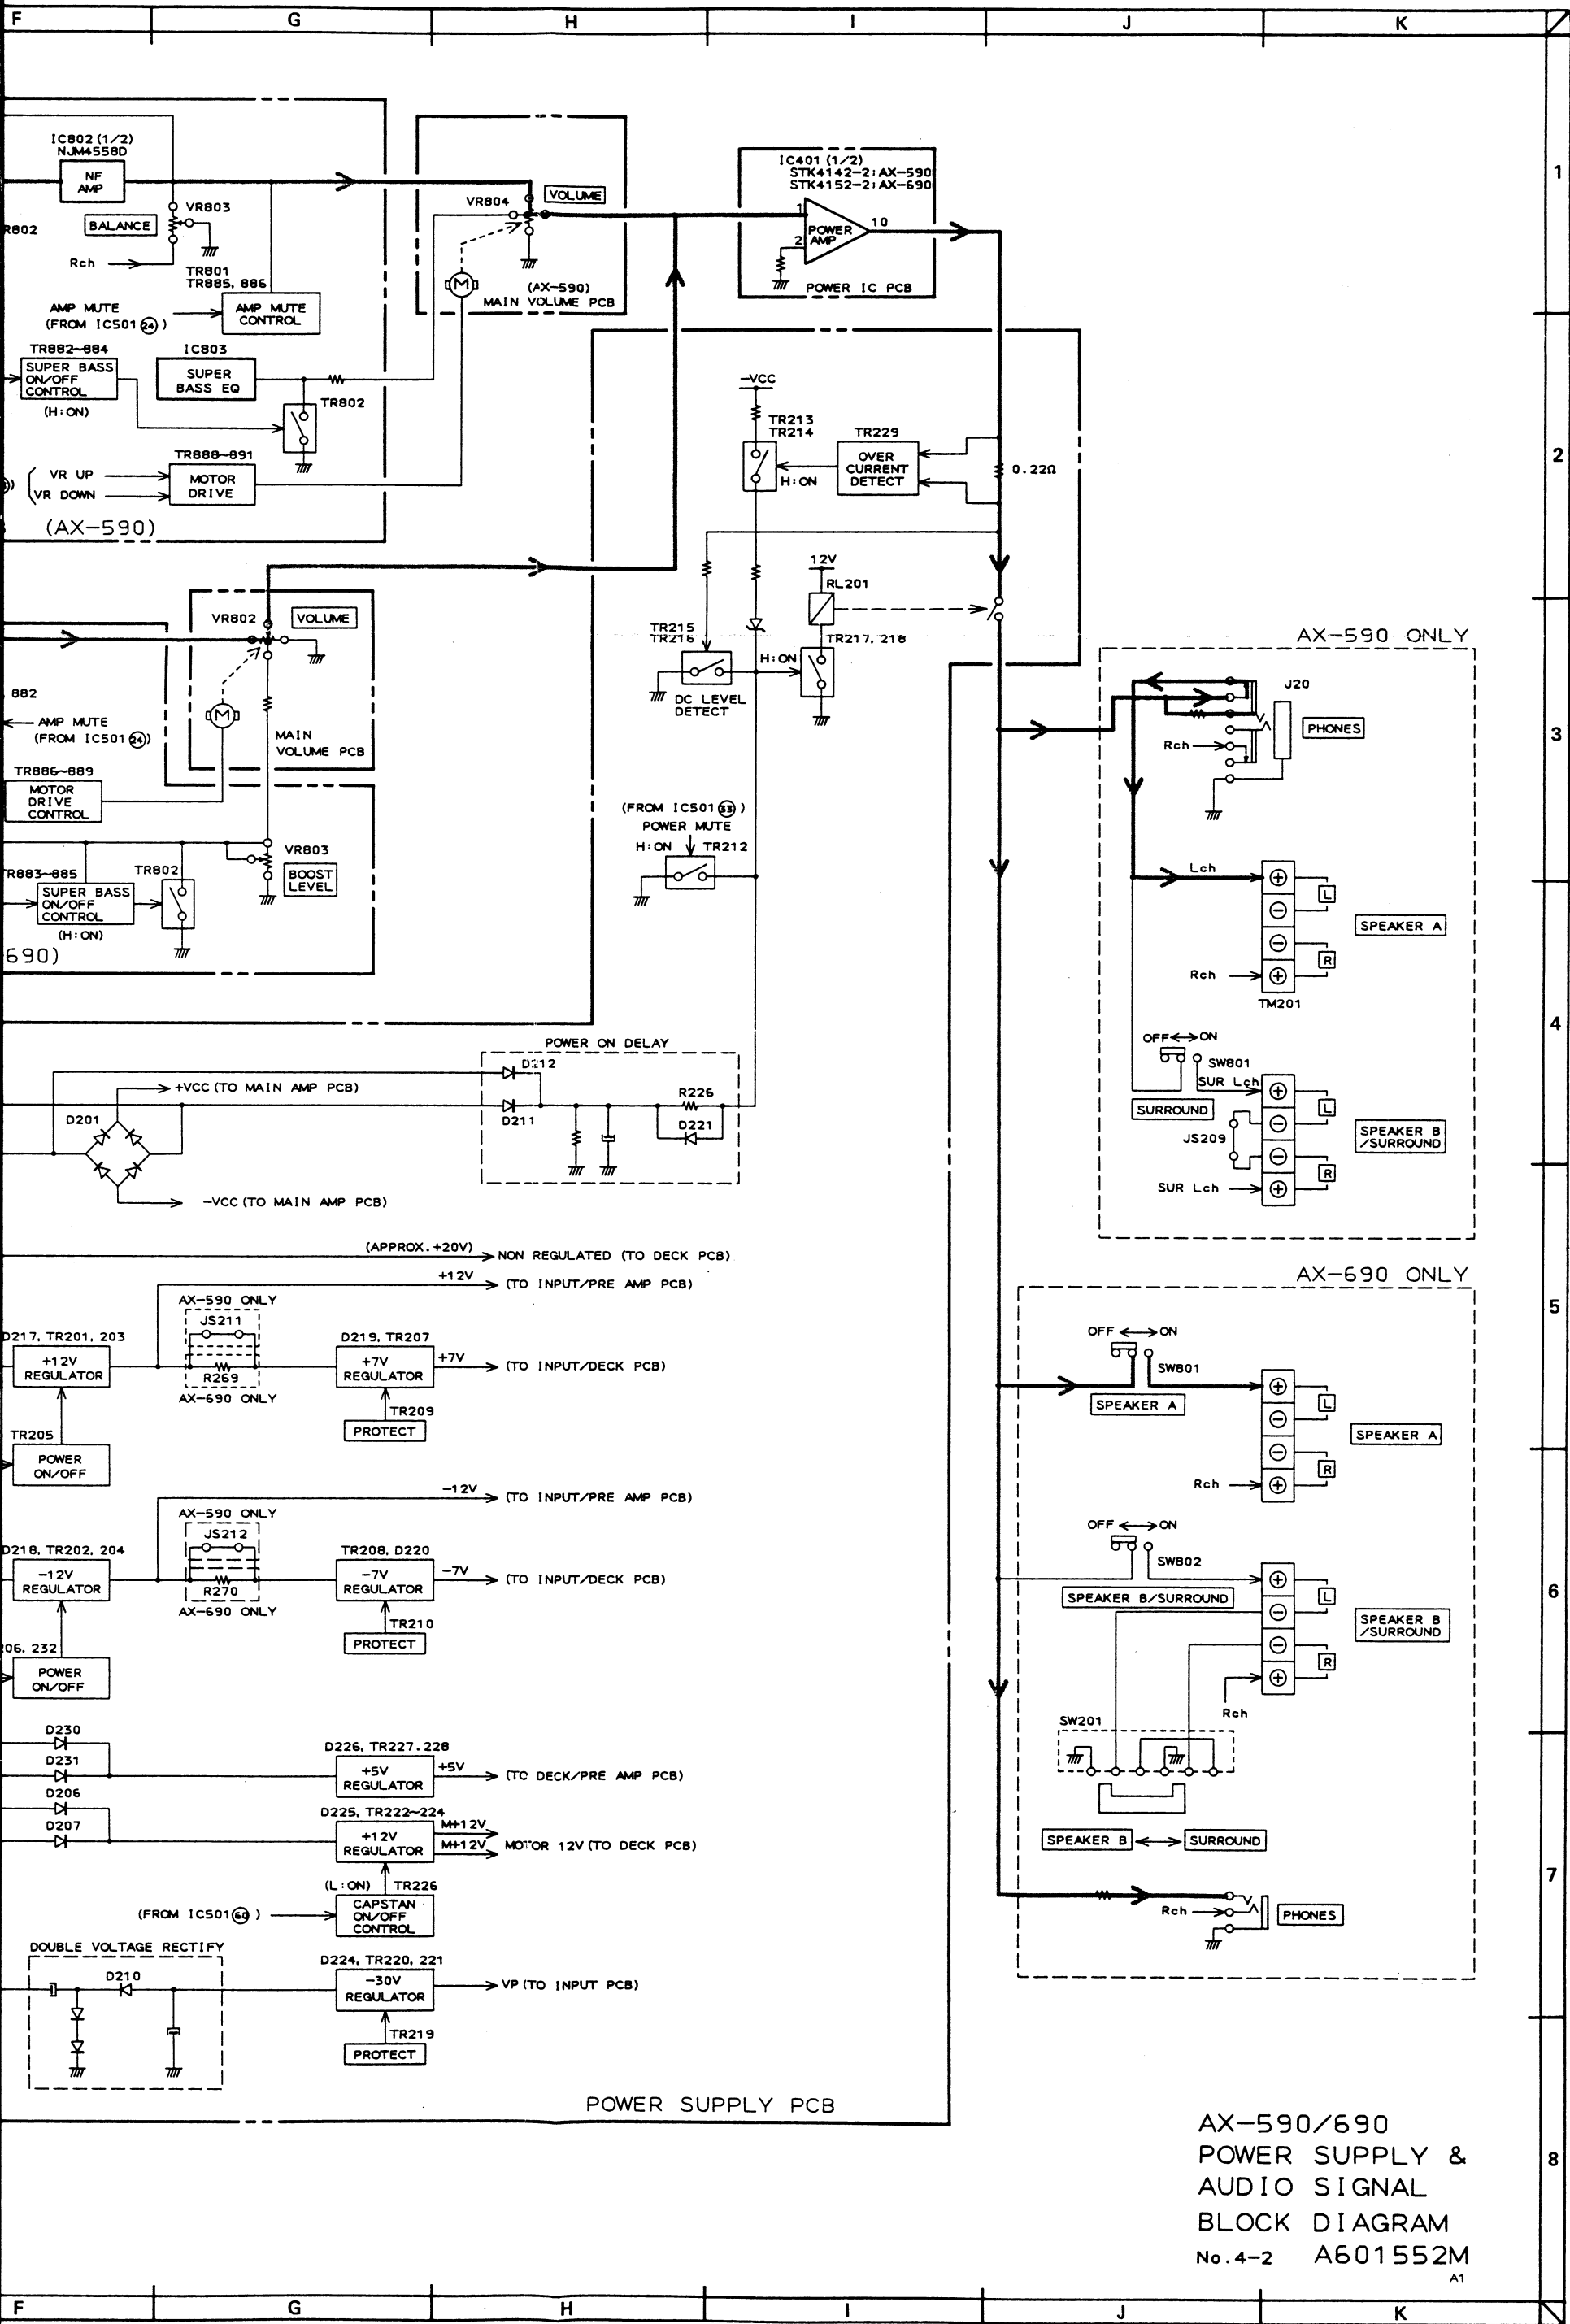 F G H I J K
IC802 (1/2)
NJM4558D
NF
AMP
R802
BALANCE
VR803
Rch
TR801
TR885, 886
AMP MUTE
(FROM IC501 24 )
AMP MUTE
CONTROL
TR882~884
SUPER BASS
ON/OFF
CONTROL
(H:ON)
IC803
SUPER
BASS EQ
TR802
TR888~891
VR UP
VR DOWN
MOTOR
DRIVE
(AX-590)
VR804
VOLUME
M
(AX-590)
MAIN VOLUME PCB
IC401 (1/2)
STK4142-2:AX-590
STK4152-2:AX-690
1
2
POWER
AMP
10
POWER IC PCB
1
-VCC
TR213
TR214
H:ON
TR229
OVER
CURRENT
DETECT
0.22Ω
2
12V
RL201
TR215
TR216
H:ON
TR217, 218
DC LEVEL
DETECT
VR802
VOLUME
M
MAIN
VOLUME PCB
882
AMP MUTE
(FROM IC501 24)
TR886~889
MOTOR
DRIVE
CONTROL
(FROM IC501 33 )
POWER MUTE
H:ON
TR212
VR803
BOOST
LEVEL
TR802
R883~885
SUPER BASS
ON/OFF
CONTROL
(H:ON)
690)
AX-590 ONLY
J20
PHONES
Rch
3
Lch
L
SPEAKER A
R
Rch
TM201
4
OFF ON
SW801
SUR Lch
SURROUND
L
JS209
SPEAKER B
/SURROUND
R
SUR Lch
POWER ON DELAY
D212
D211
R226
D221
+VCC (TO MAIN AMP PCB)
D201
-VCC (TO MAIN AMP PCB)
(APPROX.+20V)
NON REGULATED (TO DECK PCB)
+12V
(TO INPUT/PRE AMP PCB)
AX-590 ONLY
JS211
R269
AX-690 ONLY
D217, TR201, 203
+12V
REGULATOR
D219, TR207
+7V
REGULATOR
+7V
(TO INPUT/DECK PCB)
TR209
PROTECT
TR205
POWER
ON/OFF
-12V
(TO INPUT/PRE AMP PCB)
AX-590 ONLY
JS212
R270
AX-690 ONLY
D218, TR202, 204
-12V
REGULATOR
TR208, D220
-7V
REGULATOR
-7V
(TO INPUT/DECK PCB)
TR210
PROTECT
06, 232
POWER
ON/OFF
AX-690 ONLY
5
OFF ON
SW801
SPEAKER A
L
SPEAKER A
R
Rch
OFF ON
SW802
SPEAKER B/SURROUND
L
SPEAKER B
/SURROUND
R
Rch
6
SW201
SPEAKER B SURROUND
7
Rch
PHONES
D230
D231
D206
D207
D226, TR227.228
+5V
REGULATOR
+5V
(TO DECK/PRE AMP PCB)
D225, TR222~224
+12V
REGULATOR
M+12V
M+12V
MOTOR 12V (TO DECK PCB)
(L:ON) TR226
(FROM IC501 60 )
CAPSTAN
ON/OFF
CONTROL
DOUBLE VOLTAGE RECTIFY
D210
D224, TR220, 221
-30V
REGULATOR
VP (TO INPUT PCB)
TR219
PROTECT
POWER SUPPLY PCB
8
AX-590/690
POWER SUPPLY &
AUDIO SIGNAL
BLOCK DIAGRAM
No.4-2 A601552M
A1
F G H I J K